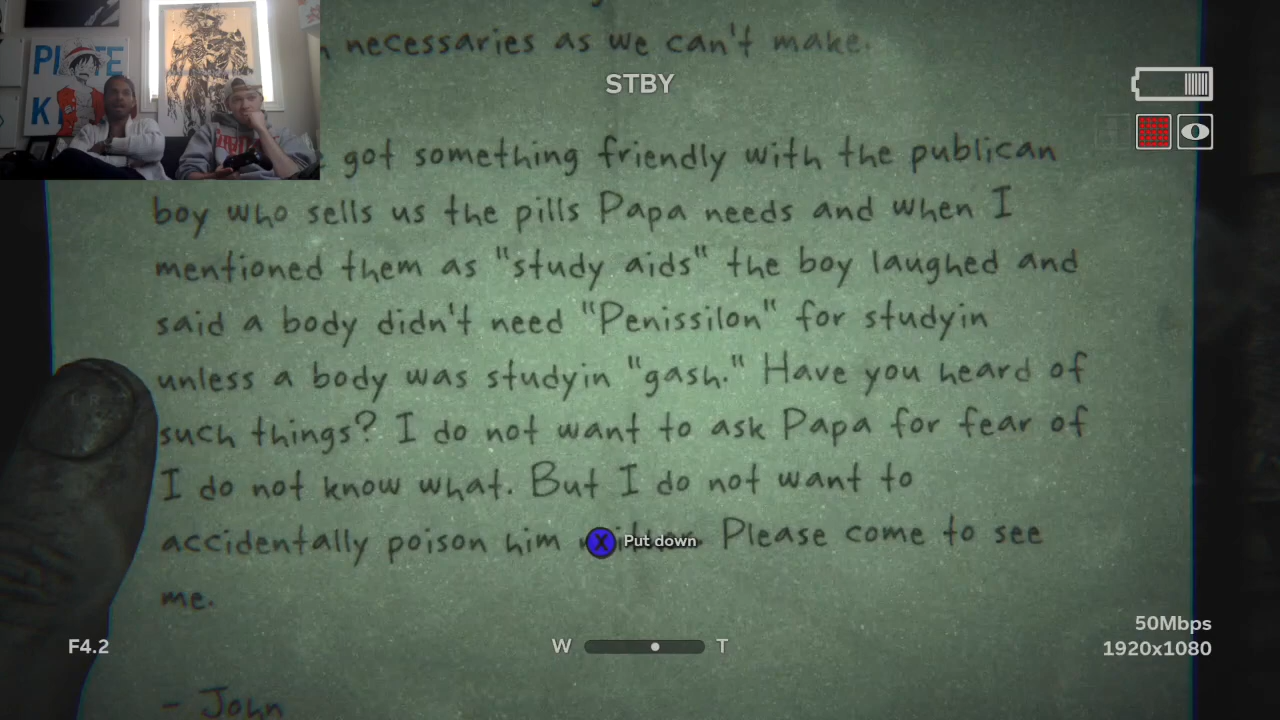 necessaries as we can't make.
STBY
got something friendly with the publican
boy who sells us the pills Papa needs and when I
mentioned them as "study aids" the boy laughed and
said a body didn't need "Penissilon" for studyin
unless a body was studyin "gash." Have you heard of
such things? I do not want to ask Papa for fear of
I do not know what. But I do not want to
accidentally poison him
X Put down
Please come to see
me.
- John
F4.2
W
T
50Mbps
1920x1080